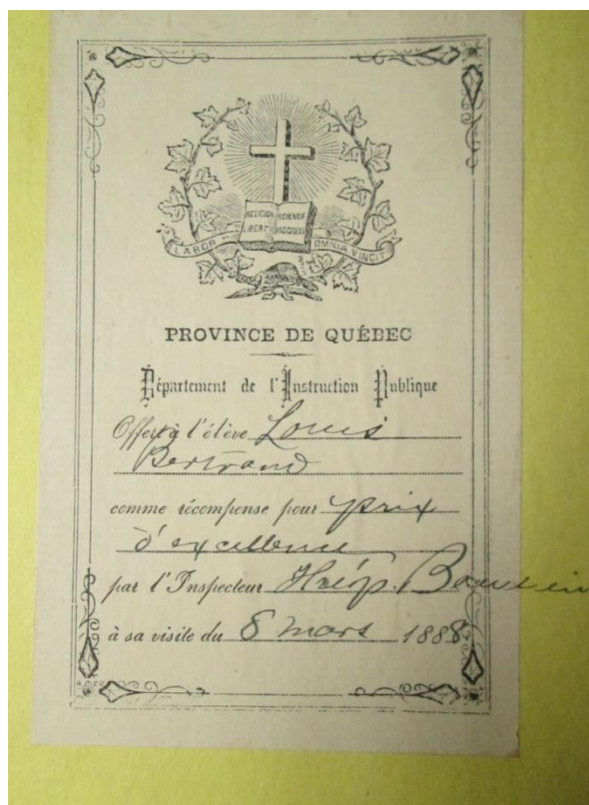 RELIGION SCIENCE
LIBERTÉ PROGRESS
LABOR OMNIA VINCIT
PROVINCE DE QUÉBEC
Département de l'Instruction Publique
Offert à l'élève Louis
Bertrand
comme récompense pour prix
d'excellence
par l'Inspecteur
à sa visite du 8 mars 1888